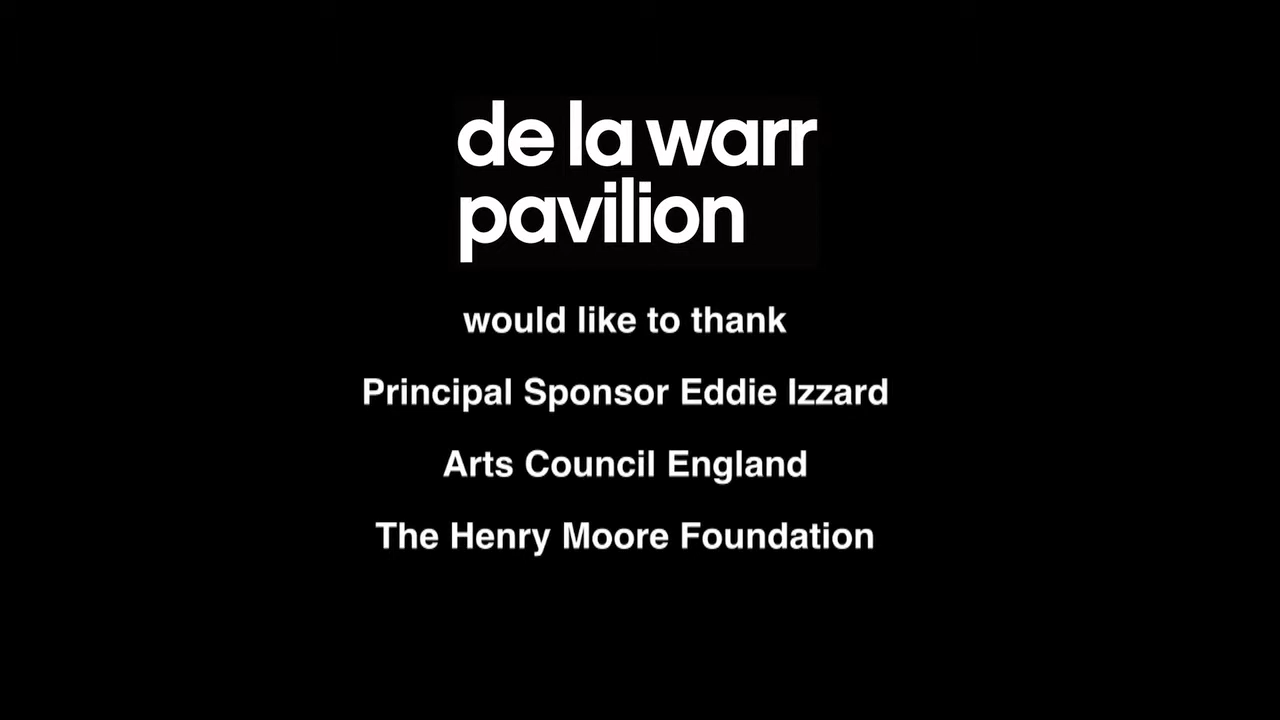 de la warr
pavilion
would like to thank
Principal Sponsor Eddie Izzard
Arts Council England
The Henry Moore Foundation